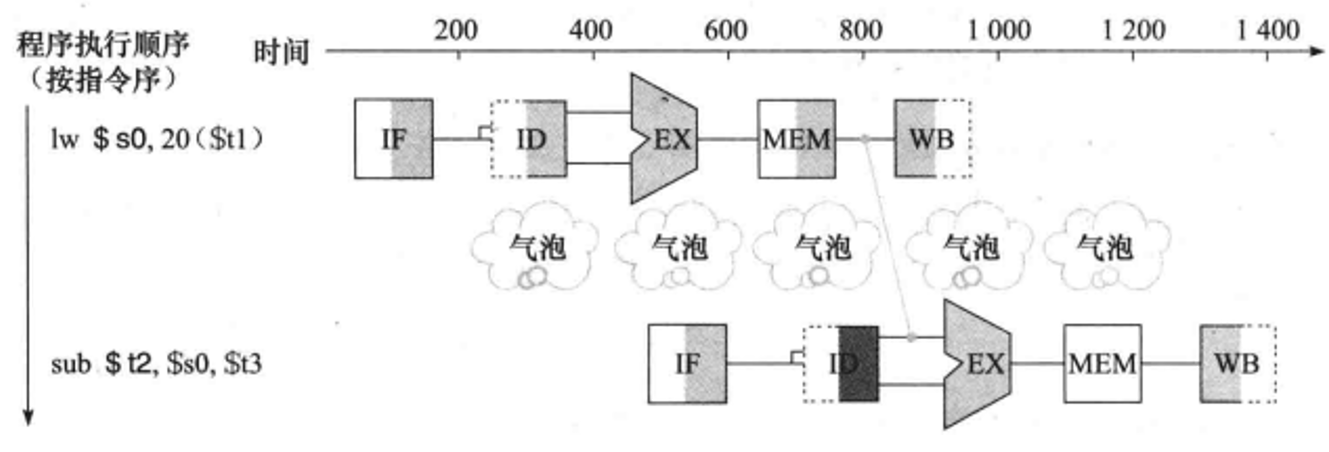 程序执行顺序
(按指令序)
时间
200 400 600 800 1 000 1 200 1 400
lw $s0, 20($t1)
IF ID EX MEM WB
气泡 气泡 气泡 气泡 气泡
sub $t2, $s0, $t3
IF ID EX MEM WB